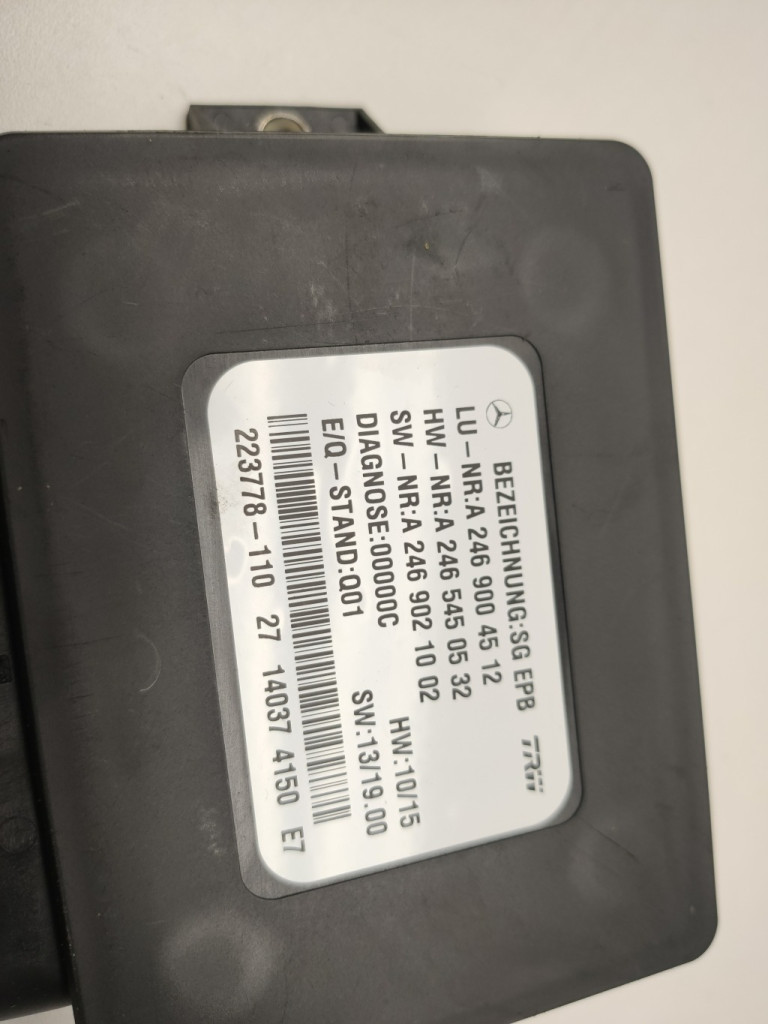 BEZEICHNUNG:SG EPB TRW
LU-NR:A 246 900 45 12
HW-NR:A 246 545 05 32
SW-NR:A 246 902 10 02 HW:10/15
DIAGNOSE:00000C SW:13/19.00
E/Q-STAND:Q01
223778-110 27 14037 4150 E7